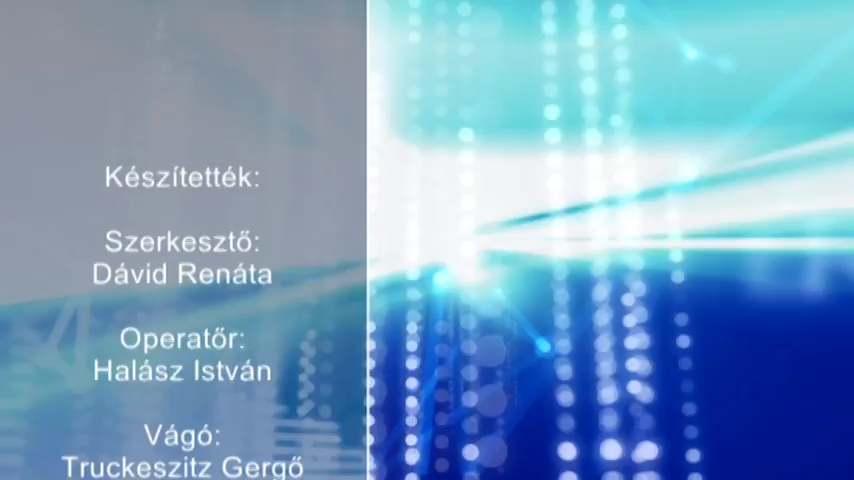 Készítették:
Szerkesztő:
Dávid Renáta
Operatőr:
Halász István
Vágó:
Truckeszitz Gergő